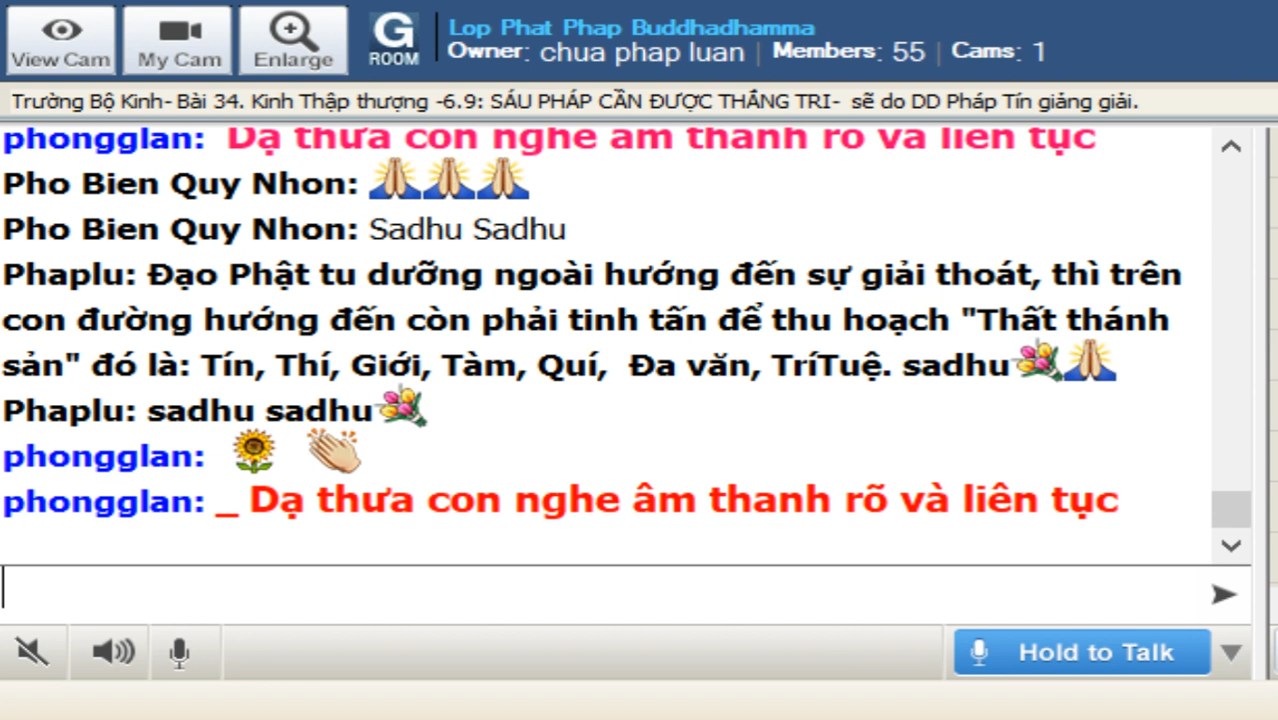 View Cam
My Cam
Enlarge
G
ROOM
Lop Phat Phap Buddhadhamma
Owner: chua phap luan | Members: 55 | Cams: 1
Trường Bộ Kinh- Bài 34. Kinh Thập thượng -6.9: SÁU PHÁP CẦN ĐƯỢC THẮNG TRI- sẽ do DD Pháp Tín giảng giải.
phongglan: Dạ thưa con nghe âm thanh rõ và liên tục
Pho Bien Quy Nhon:
Pho Bien Quy Nhon: Sadhu Sadhu
Phaplu: Đạo Phật tu dưỡng ngoài hướng đến sự giải thoát, thì trên
con đường hướng đến còn phải tinh tấn để thu hoạch "Thất thánh
sản" đó là: Tín, Thí, Giới, Tàm, Quí, Đa văn, TríTuệ. sadhu
Phaplu: sadhu sadhu
phongglan:
phongglan: _ Dạ thưa con nghe âm thanh rõ và liên tục
Hold to Talk